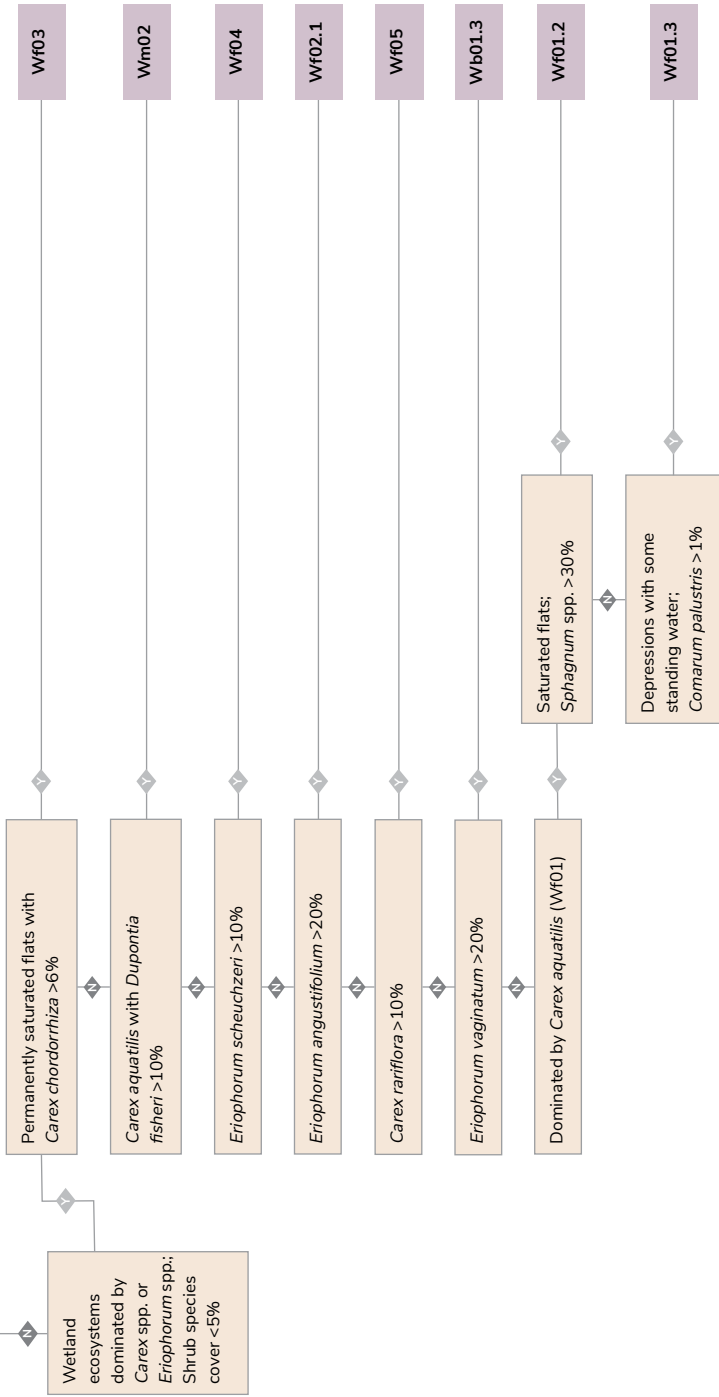 N
Wetland
ecosystems
dominated by
Carex spp. or
Eriophorum spp.;
Shrub species
cover <5%
Y
Permanently saturated flats with
Carex chordorrhiza >6%
Y
Wf03
N
Carex aquatilis with Dupontia
fisheri >10%
Y
Wm02
N
Eriophorum scheuchzeri >10%
Y
Wf04
N
Eriophorum angustifolium >20%
Y
Wf02.1
N
Carex rariflora >10%
Y
Wf05
N
Eriophorum vaginatum >20%
Y
Wb01.3
N
Dominated by Carex aquatilis (Wf01)
Y
Saturated flats;
Sphagnum spp. >30%
Y
Wf01.2
N
Depressions with some
standing water;
Comarum palustris >1%
Y
Wf01.3